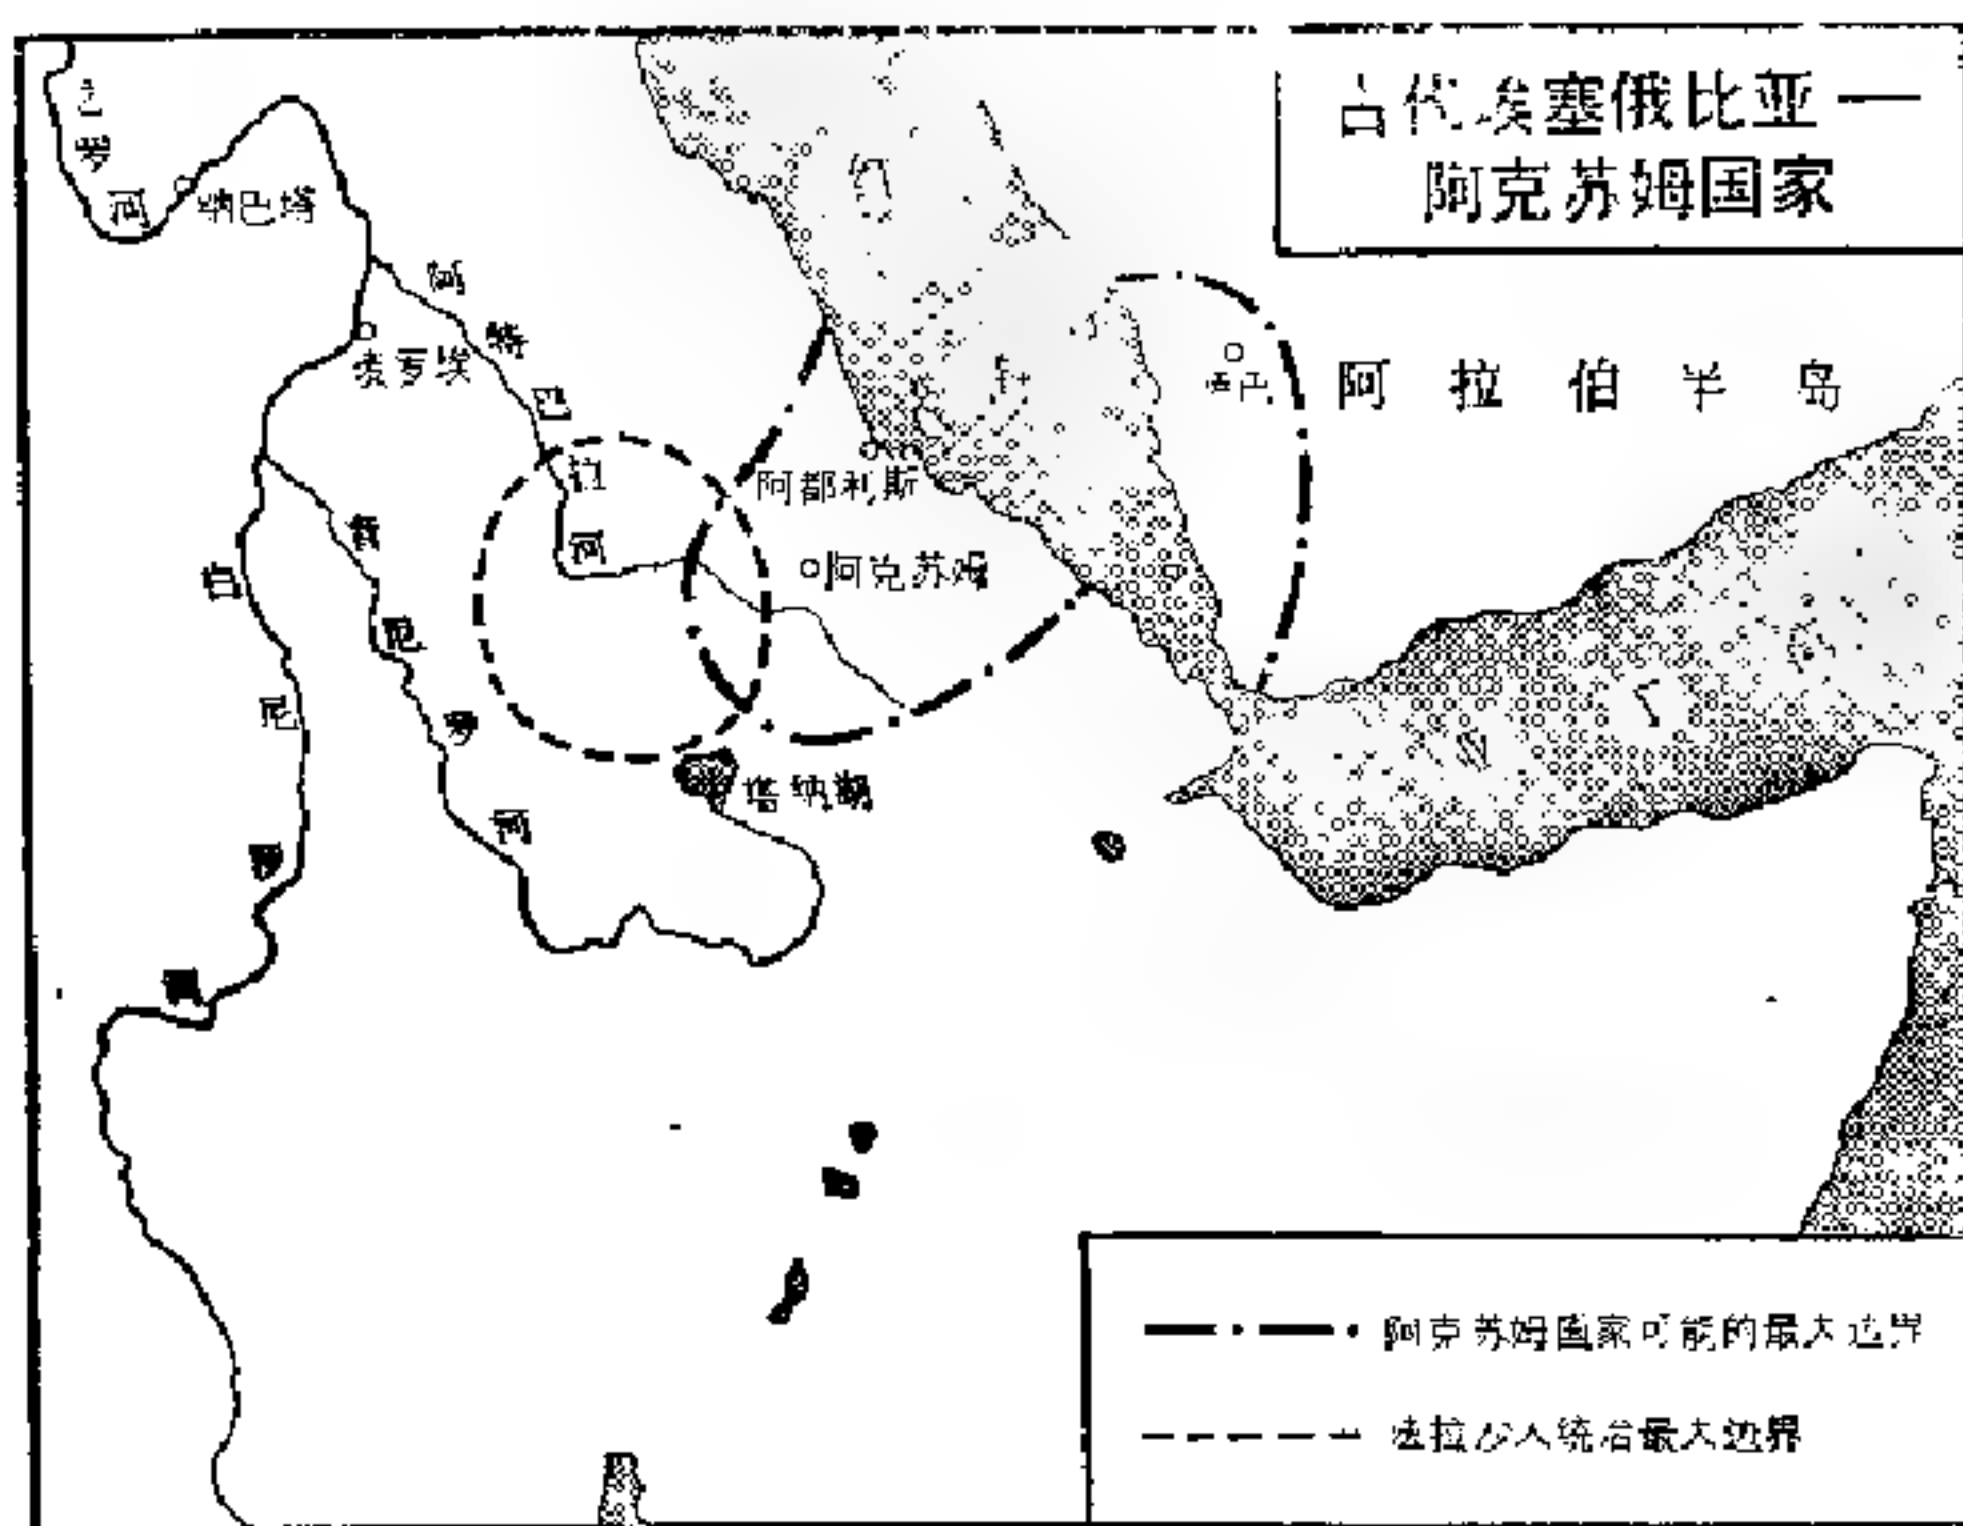 古代埃塞俄比亚—
阿克苏姆国家
尼罗河
纳巴塔
阿特巴拉河
麦罗埃
青尼罗河
白尼罗河
红海
阿拉伯半岛
阿都利斯
阿克苏姆
塔纳湖
阿克苏姆国家可能的最大边界
法拉沙人统治最大边界